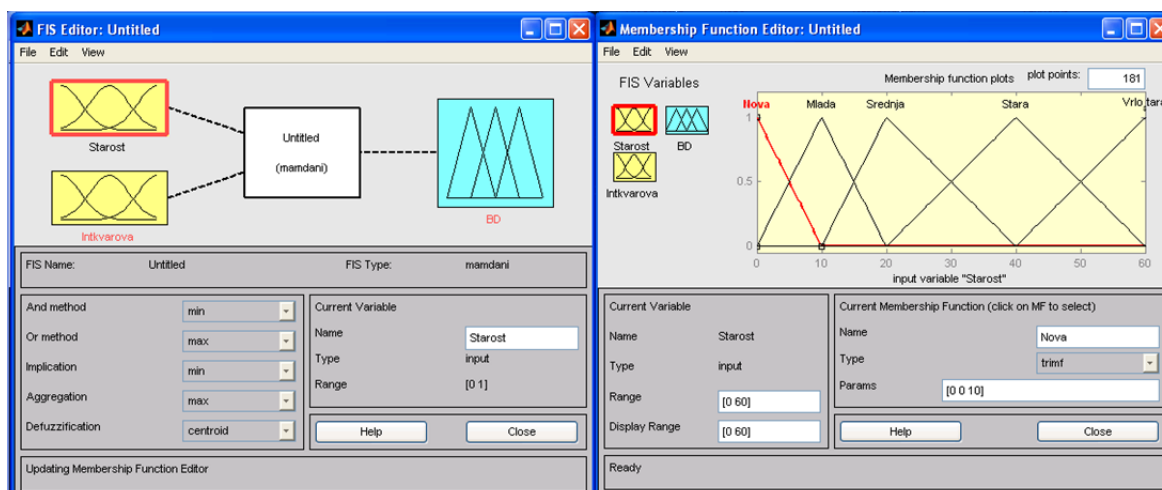 FIS Editor: Untitled
File Edit View
Starost
Intkvarova
Untitled
(mamdani)
BD
FIS Name: Untitled FIS Type: mamdani
And method min
Or method max
Implication min
Aggregation max
Defuzzification centroid
Current Variable
Name Starost
Type input
Range [0 1]
Help Close
Updating Membership Function Editor
Membership Function Editor: Untitled
File Edit View
FIS Variables
Starost
BD
Intkvarova
Membership function plots plot points: 181
Nova Mlada Srednja Stara Vrlo tara
1
0.5
0
0 10 20 30 40 50 60
input variable "Starost"
Current Variable
Name Starost
Type input
Range [0 60]
Display Range [0 60]
Current Membership Function (click on MF to select)
Name Nova
Type trimf
Params [0 0 10]
Help Close
Ready